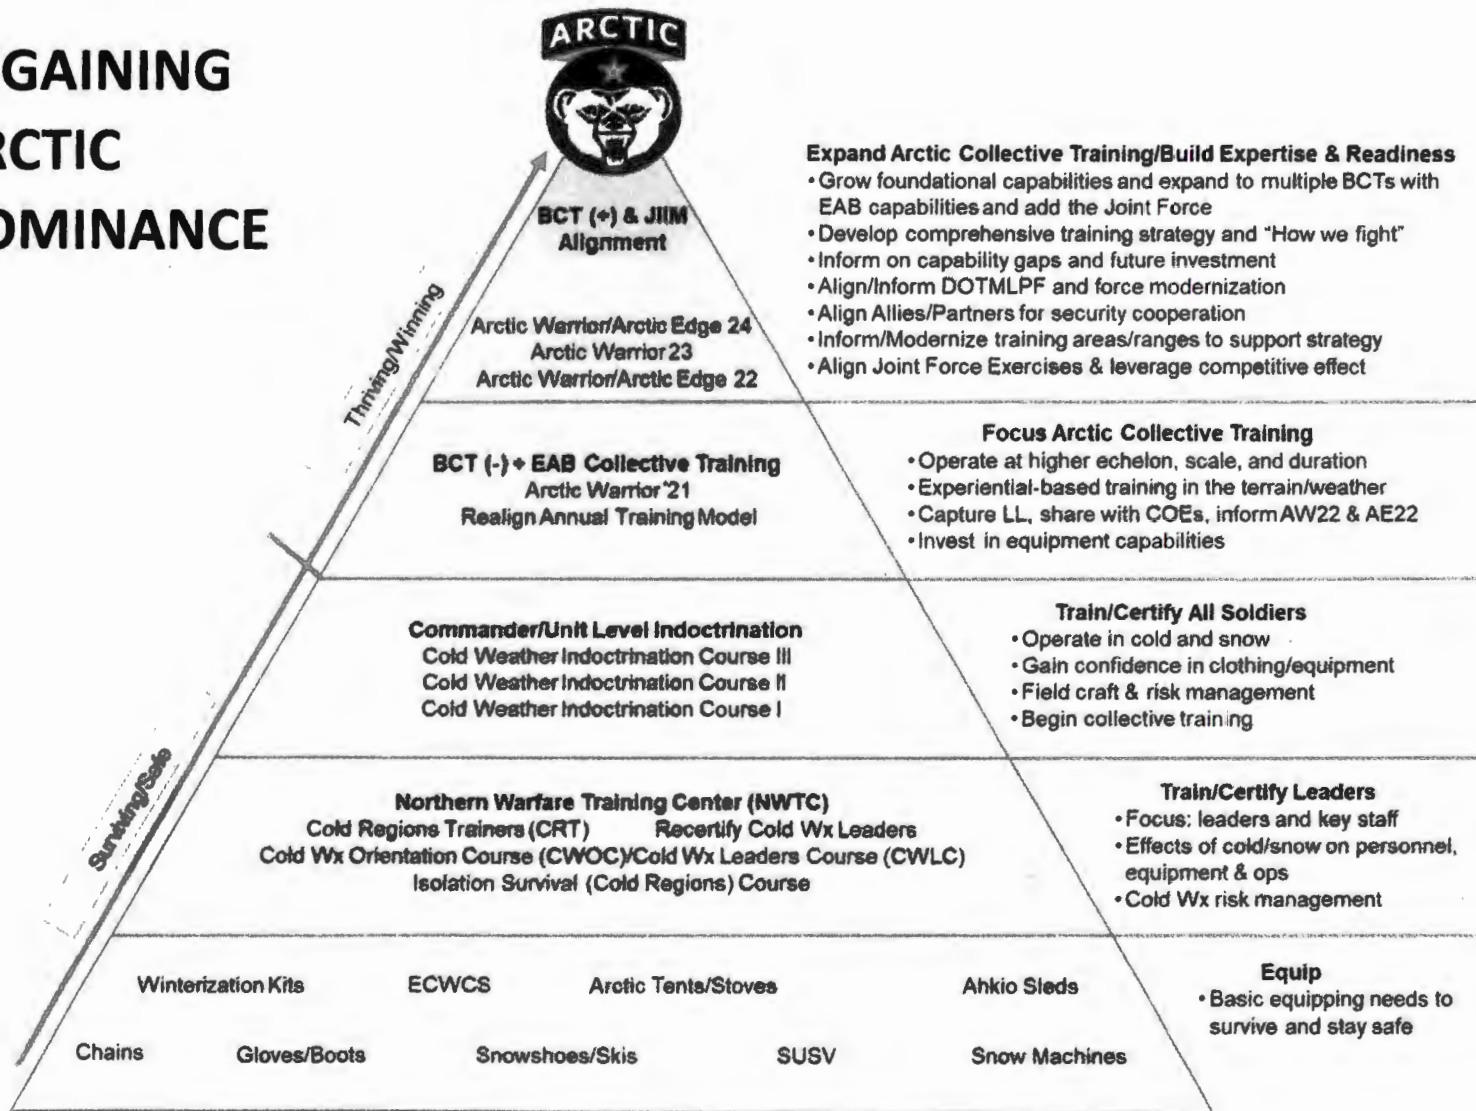 GAINING
RCTIC
OMINANCE
ARCTIC
BCT (+) & JIIM
Alignment
Arctic Warrior/Arctic Edge 24
Arctic Warrior 23
Arctic Warrior/Arctic Edge 22
Expand Arctic Collective Training/Build Expertise & Readiness
• Grow foundational capabilities and expand to multiple BCTs with
EAB capabilities and add the Joint Force
• Develop comprehensive training strategy and "How we fight"
• Inform on capability gaps and future investment
• Align/Inform DOTMLPF and force modernization
• Align Allies/Partners for security cooperation
• Inform/Modernize training areas/ranges to support strategy
• Align Joint Force Exercises & leverage competitive effect
Thriving/Winning
BCT (-) + EAB Collective Training
Arctic Warrior '21
Realign Annual Training Model
Focus Arctic Collective Training
• Operate at higher echelon, scale, and duration
• Experiential-based training in the terrain/weather
• Capture LL, share with COEs, inform AW22 & AE22
• Invest in equipment capabilities
Commander/Unit Level Indoctrination
Cold Weather Indoctrination Course III
Cold Weather Indoctrination Course II
Cold Weather Indoctrination Course I
Train/Certify All Soldiers
• Operate in cold and snow
• Gain confidence in clothing/equipment
• Field craft & risk management
• Begin collective training
Surviving/Safe
Northern Warfare Training Center (NWTC)
Cold Regions Trainers (CRT) Recertify Cold Wx Leaders
Cold Wx Orientation Course (CWOC)/Cold Wx Leaders Course (CWLC)
Isolation Survival (Cold Regions) Course
Train/Certify Leaders
• Focus: leaders and key staff
• Effects of cold/snow on personnel,
equipment & ops
• Cold Wx risk management
Winterization Kits ECWCS Arctic Tents/Stoves Ahkio Sleds
Chains Gloves/Boots Snowshoes/Skis SUSV Snow Machines
Equip
• Basic equipping needs to
survive and stay safe